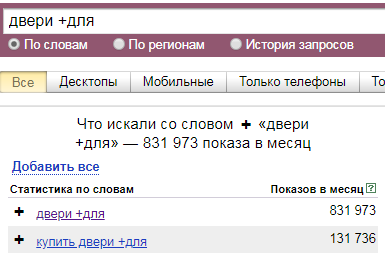 двери +для
По словам По регионам История запросов
Все Десктопы Мобильные Только телефоны То
Что искали со словом + «двери
+для» — 831 973 показа в месяц
Добавить все
Статистика по словам Показов в месяц ?
+ двери +для 831 973
+ купить двери +для 131 736